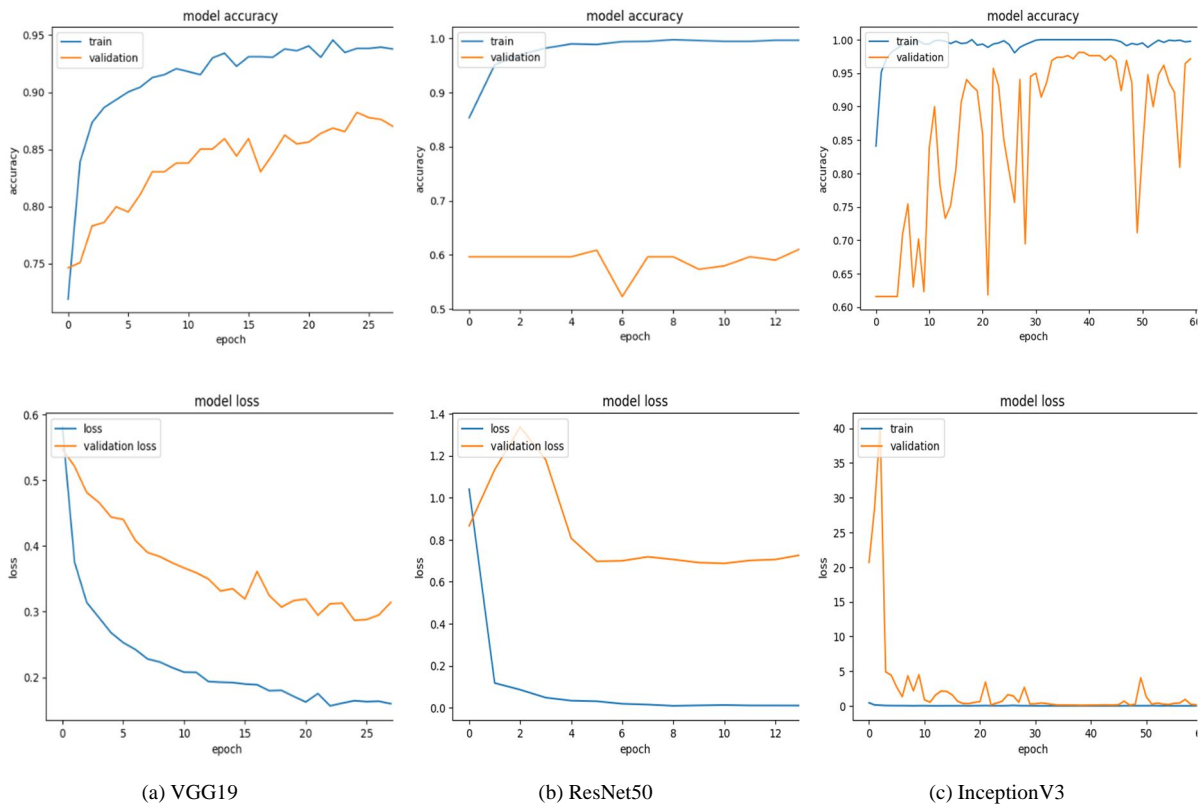 model accuracy
train
validation
accuracy
0.95
0.90
0.85
0.80
0.75
0 5 10 15 20 25
epoch
model accuracy
train
validation
accuracy
1.0
0.9
0.8
0.7
0.6
0.5
0 2 4 6 8 10 12
epoch
model accuracy
train
validation
accuracy
1.00
0.95
0.90
0.85
0.80
0.75
0.70
0.65
0.60
0 10 20 30 40 50 60
epoch
model loss
loss
validation loss
loss
0.6
0.5
0.4
0.3
0.2
0 5 10 15 20 25
epoch
model loss
loss
validation loss
loss
1.4
1.2
1.0
0.8
0.6
0.4
0.2
0.0
0 2 4 6 8 10 12
epoch
model loss
train
validation
loss
40
35
30
25
20
15
10
5
0
0 10 20 30 40 50
epoch
(a) VGG19
(b) ResNet50
(c) InceptionV3